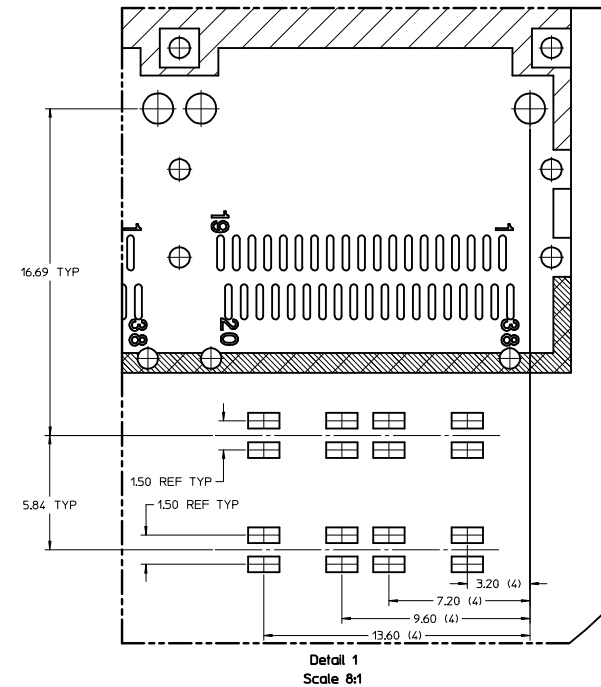 19
1
1
16.69 TYP
38
20
38
1.50 REF TYP
5.84 TYP
1.50 REF TYP
3.20 (4)
7.20 (4)
9.60 (4)
13.60 (4)
Detail 1
Scale 8:1